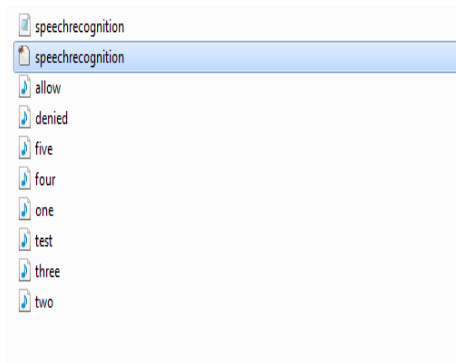 speechrecognition
speechrecognition
allow
denied
five
four
one
test
three
two